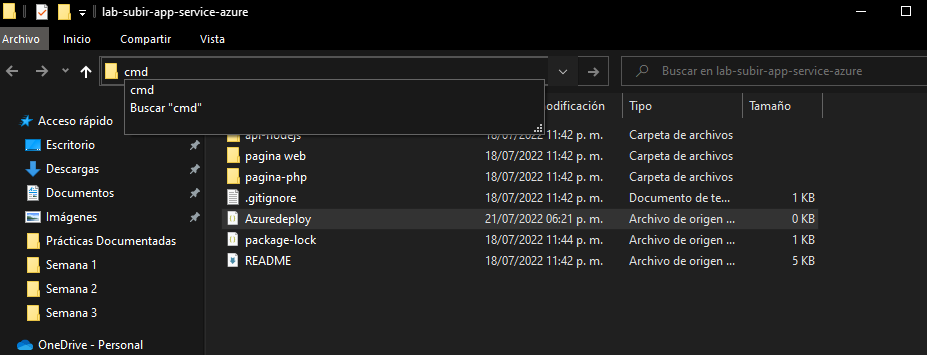 lab-subir-app-service-azure
Archivo Inicio Compartir Vista
cmd
Buscar en lab-subir-app-service-azure
cmd
Buscar "cmd"
modificación Tipo Tamaño
Acceso rápido
Escritorio
Descargas
Documentos
Imágenes
Prácticas Documentadas
Semana 1
Semana 2
Semana 3
OneDrive - Personal
api-nodejs 18/07/2022 11:42 p. m. Carpeta de archivos
pagina web 18/07/2022 11:42 p. m. Carpeta de archivos
pagina-php 18/07/2022 11:42 p. m. Carpeta de archivos
.gitignore 18/07/2022 11:42 p. m. Documento de te... 1 KB
Azuredeploy 21/07/2022 06:21 p. m. Archivo de origen ... 0 KB
package-lock 18/07/2022 11:44 p. m. Archivo de origen ... 1 KB
README 18/07/2022 11:42 p. m. Archivo de origen ... 5 KB